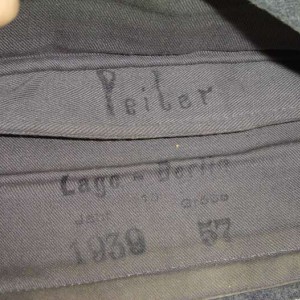 Peiler
Lago - Berlin
Jahr Grösse
1939 57